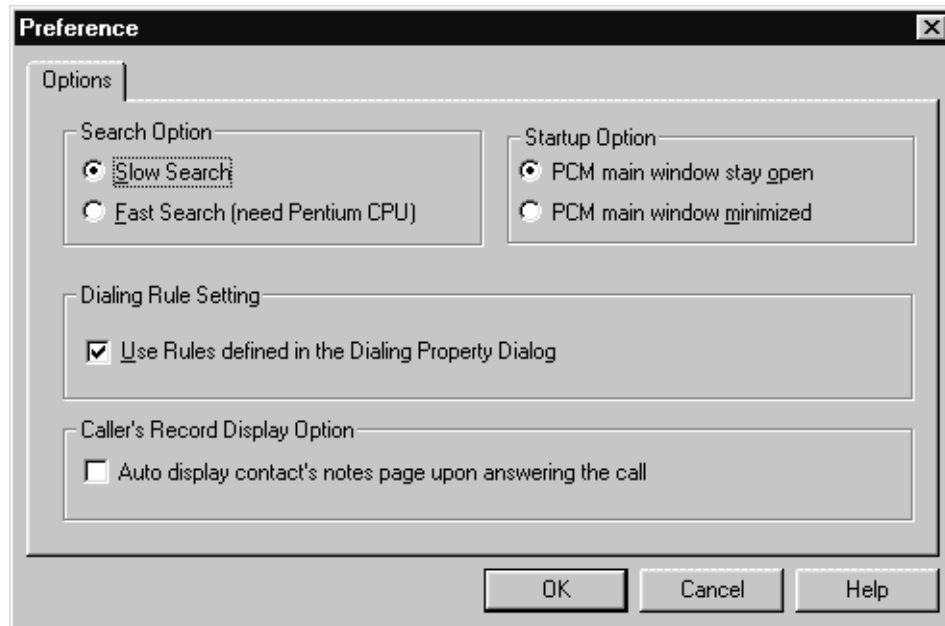 Preference
Options
Search Option
Slow Search
Fast Search (need Pentium CPU)
Startup Option
PCM main window stay open
PCM main window minimized
Dialing Rule Setting
Use Rules defined in the Dialing Property Dialog
Caller's Record Display Option
Auto display contact's notes page upon answering the call
OK
Cancel
Help